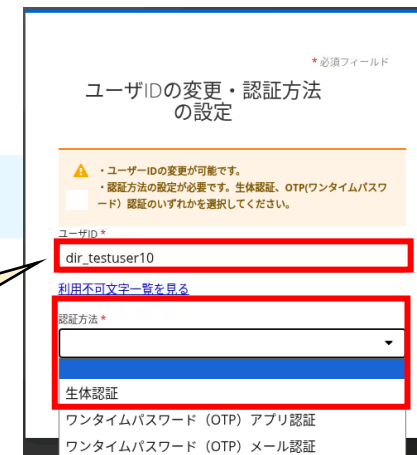 * 必須フィールド
ユーザIDの変更・認証方法
の設定
・ユーザーIDの変更が可能です。
・認証方法の設定が必要です。生体認証、OTP(ワンタイムパスワ
ード）認証のいずれかを選択してください。
ユーザID *
dir_testuser10
利用不可文字一覧を見る
認証方法 *
生体認証
ワンタイムパスワード（OTP）アプリ認証
ワンタイムパスワード（OTP）メール認証